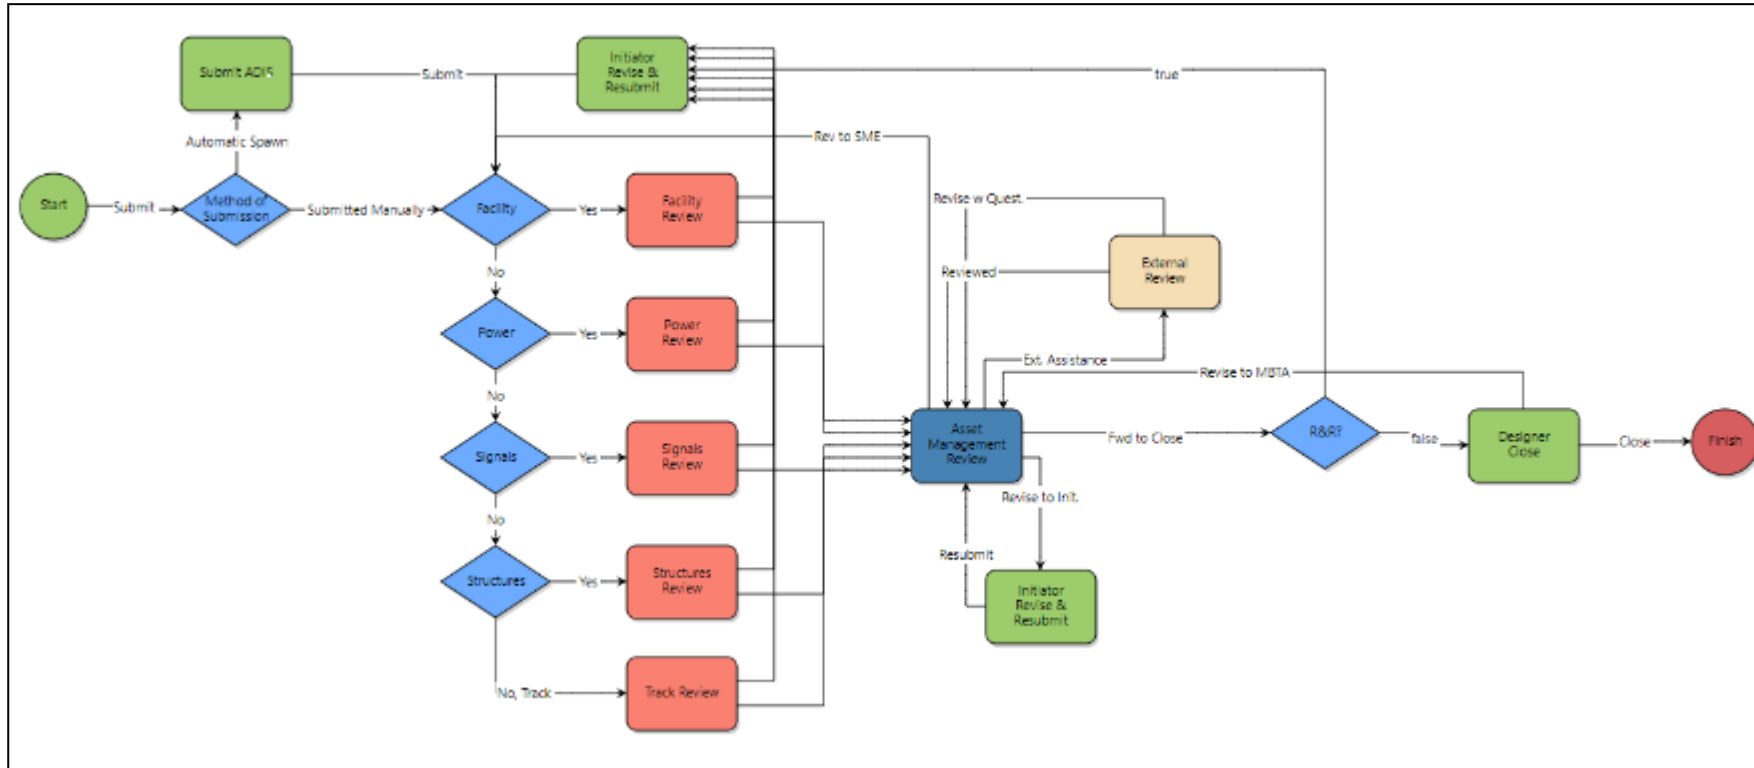 Submit ADIS
Submit
Initiator
Revise &
Resubmit
true
Automatic Spawn
Rev to SME
Start
Submit
Method of
Submission
Submitted Manually
Facility
Yes
Facility
Review
Revise w Quest.
External
Review
Reviewed
No
Power
Yes
Power
Review
Ext. Assistance
Revise to MBTA
No
Signals
Yes
Signals
Review
Asset
Management
Review
Fwd to Close
R&R?
false
Designer
Close
Close
Finish
Revise to Init.
No
Resubmit
Structures
Yes
Structures
Review
Initiator
Revise &
Resubmit
No, Track
Track Review